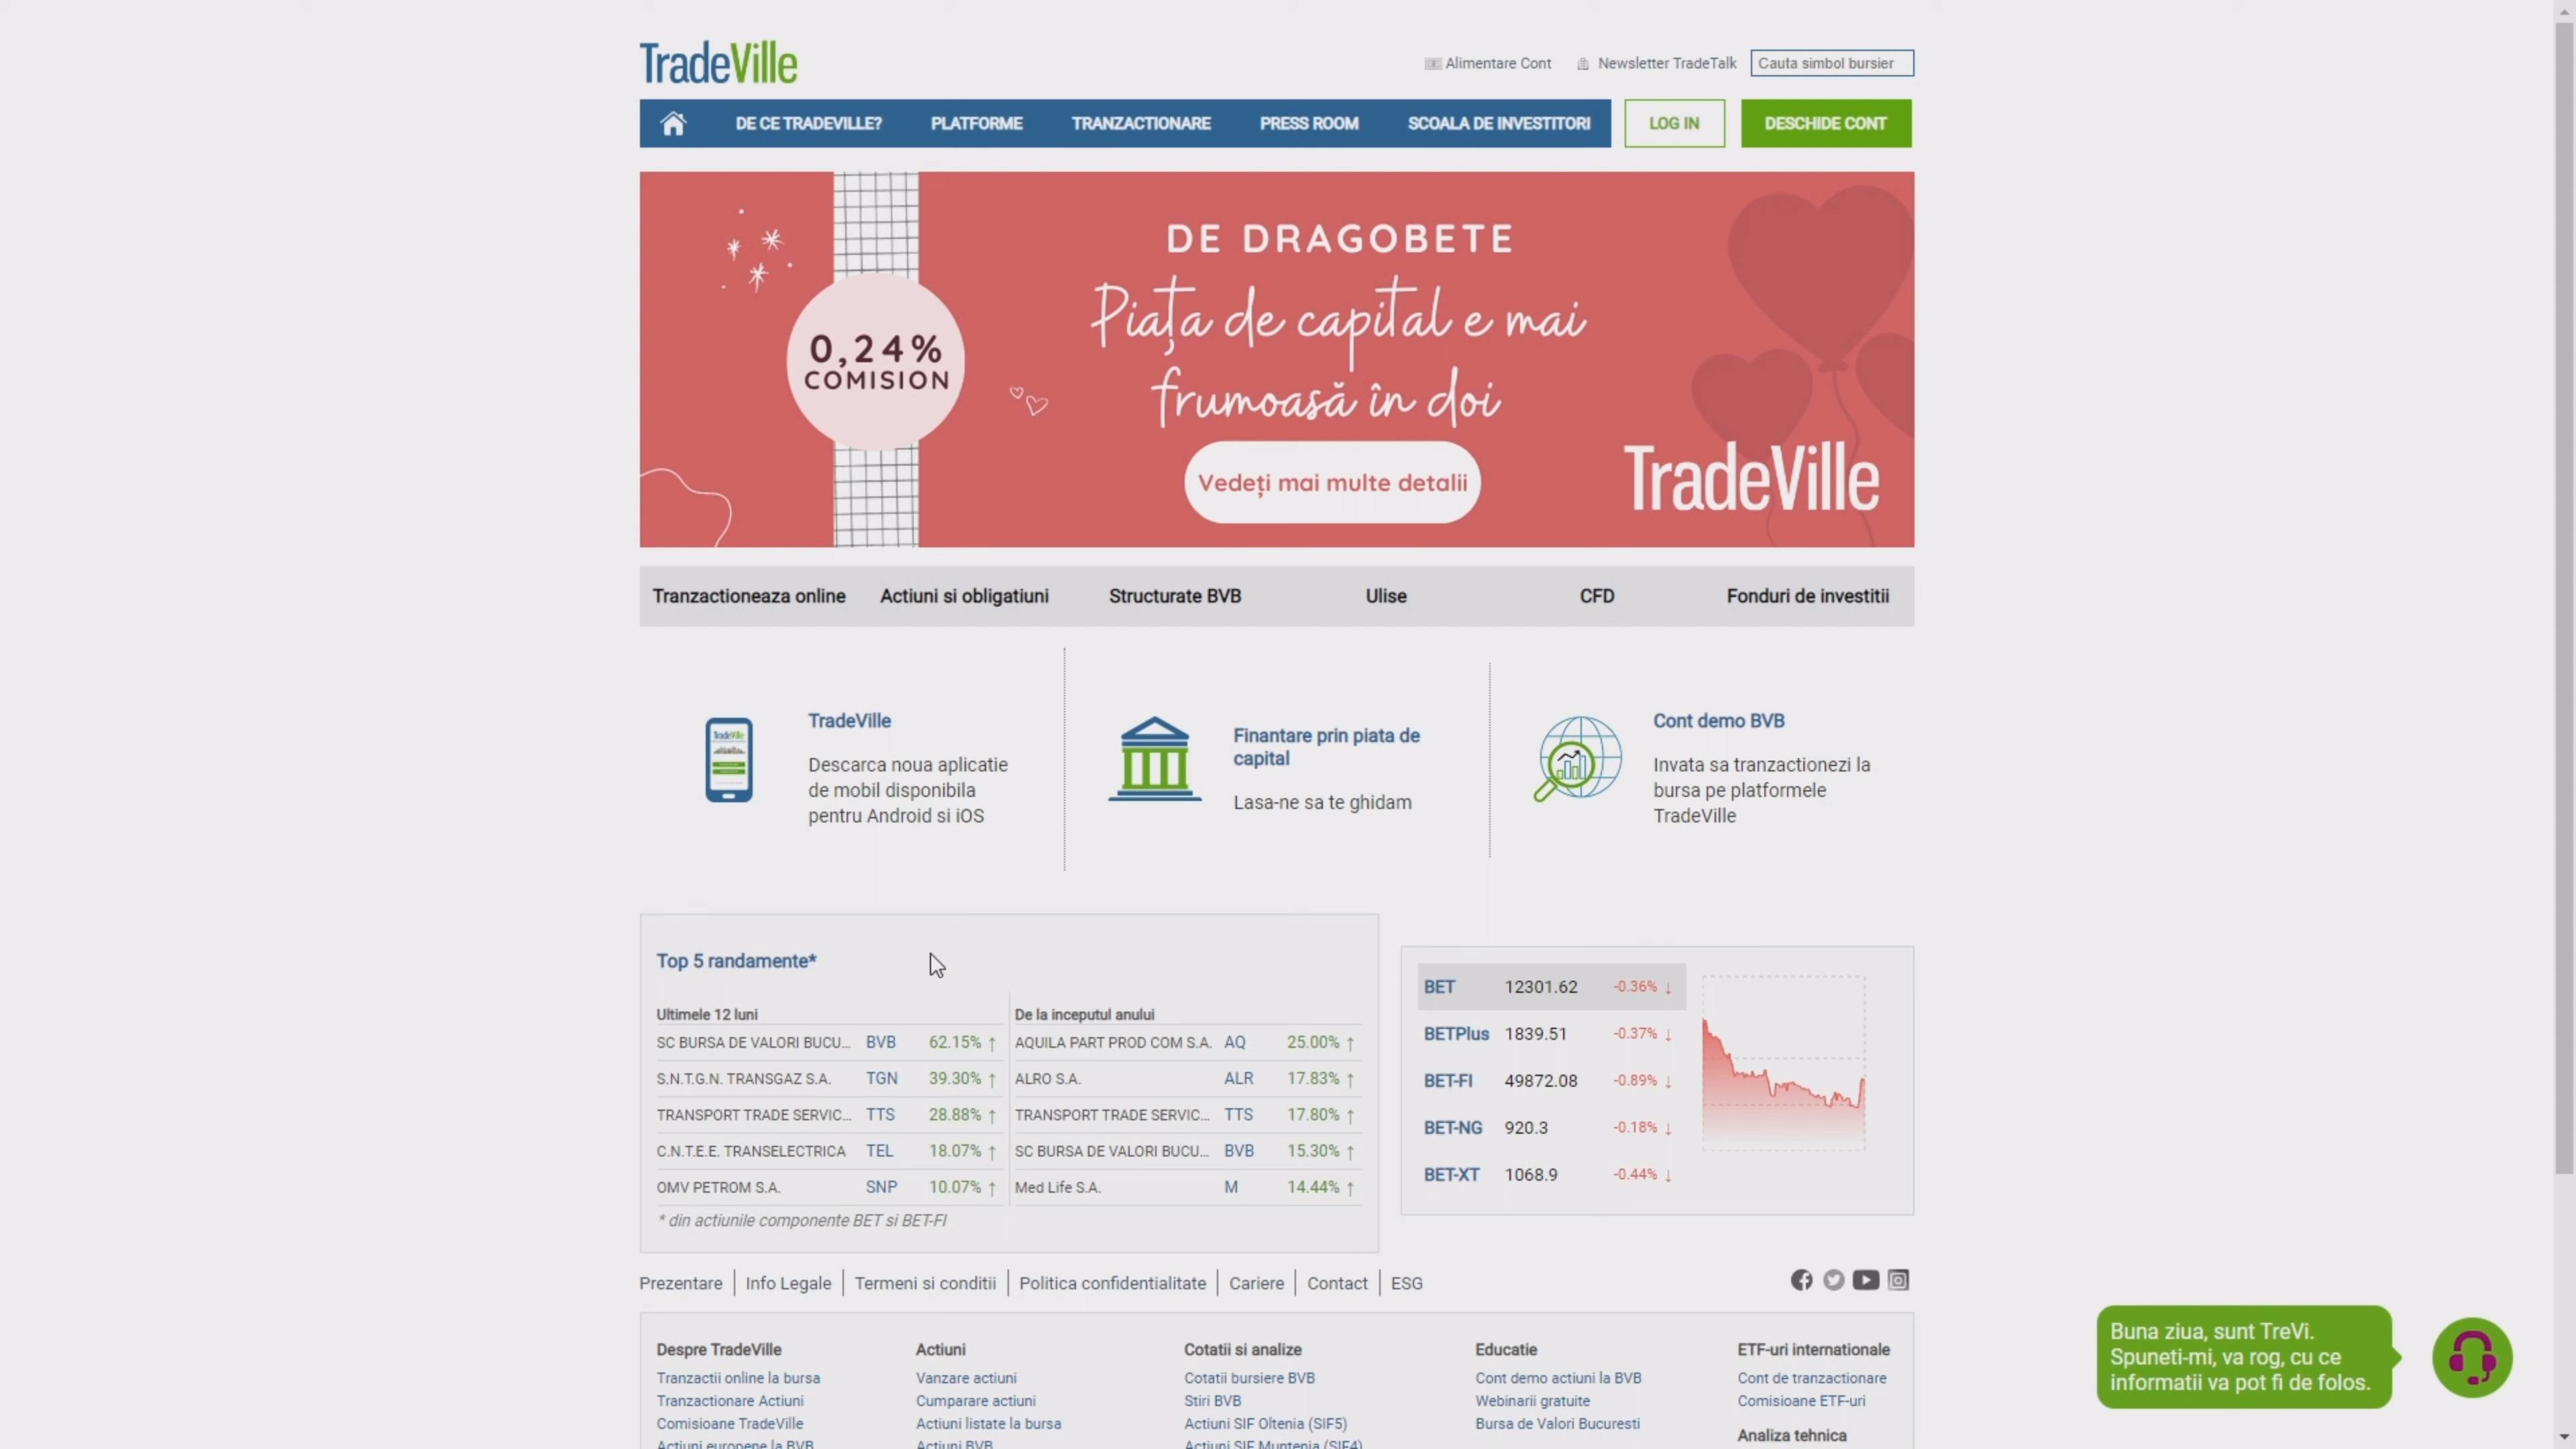 TradeVille
Alimentare Cont
Newsletter TradeTalk
Cauta simbol bursier
DE CE TRADEVILLE?
PLATFORME
TRANZACTIONARE
PRESS ROOM
SCOALA DE INVESTITORI
LOG IN
DESCHIDE CONT
0,24%
COMISION
DE DRAGOBETE
Piața de capital e mai
frumoasă în doi
Vedeți mai multe detalii
TradeVille
Tranzactioneaza online
Actiuni si obligatiuni
Structurate BVB
Ulise
CFD
Fonduri de investitii
TradeVille
Descarca noua aplicatie
de mobil disponibila
pentru Android si iOS
Finantare prin piata de
capital
Lasa-ne sa te ghidam
Cont demo BVB
Invata sa tranzactionezi la
bursa pe platformele
TradeVille
Top 5 randamente*
Ultimele 12 luni
SC BURSA DE VALORI BUCU... BVB 62.15% ↑
S.N.T.G.N. TRANSGAZ S.A. TGN 39.30% ↑
TRANSPORT TRADE SERVIC... TTS 28.88% ↑
C.N.T.E.E. TRANSELECTRICA TEL 18.07% ↑
OMV PETROM S.A. SNP 10.07% ↑
De la inceputul anului
AQUILA PART PROD COM S.A. AQ 25.00% ↑
ALRO S.A. ALR 17.83% ↑
TRANSPORT TRADE SERVIC... TTS 17.80% ↑
SC BURSA DE VALORI BUCU... BVB 15.30% ↑
Med Life S.A. M 14.44% ↑
* din actiunile componente BET si BET-FI
BET 12301.62 -0.36% ↓
BETPlus 1839.51 -0.37% ↓
BET-FI 49872.08 -0.89% ↓
BET-NG 920.3 -0.18% ↓
BET-XT 1068.9 -0.44% ↓
Prezentare
Info Legale
Termeni si conditii
Politica confidentialitate
Cariere
Contact
ESG
Despre TradeVille
Tranzactii online la bursa
Tranzactionare Actiuni
Comisioane TradeVille
Actiuni europene la BVB
Actiuni
Vanzare actiuni
Cumparare actiuni
Actiuni listate la bursa
Actiuni BVB
Cotatii si analize
Cotatii bursiere BVB
Stiri BVB
Actiuni SIF Oltenia (SIF5)
Actiuni SIF Muntenia (SIF4)
Educatie
Cont demo actiuni la BVB
Webinarii gratuite
Bursa de Valori Bucuresti
ETF-uri internationale
Cont de tranzactionare
Comisioane ETF-uri
Analiza tehnica
Buna ziua, sunt TreVi.
Spuneti-mi, va rog, cu ce
informatii va pot fi de folos.